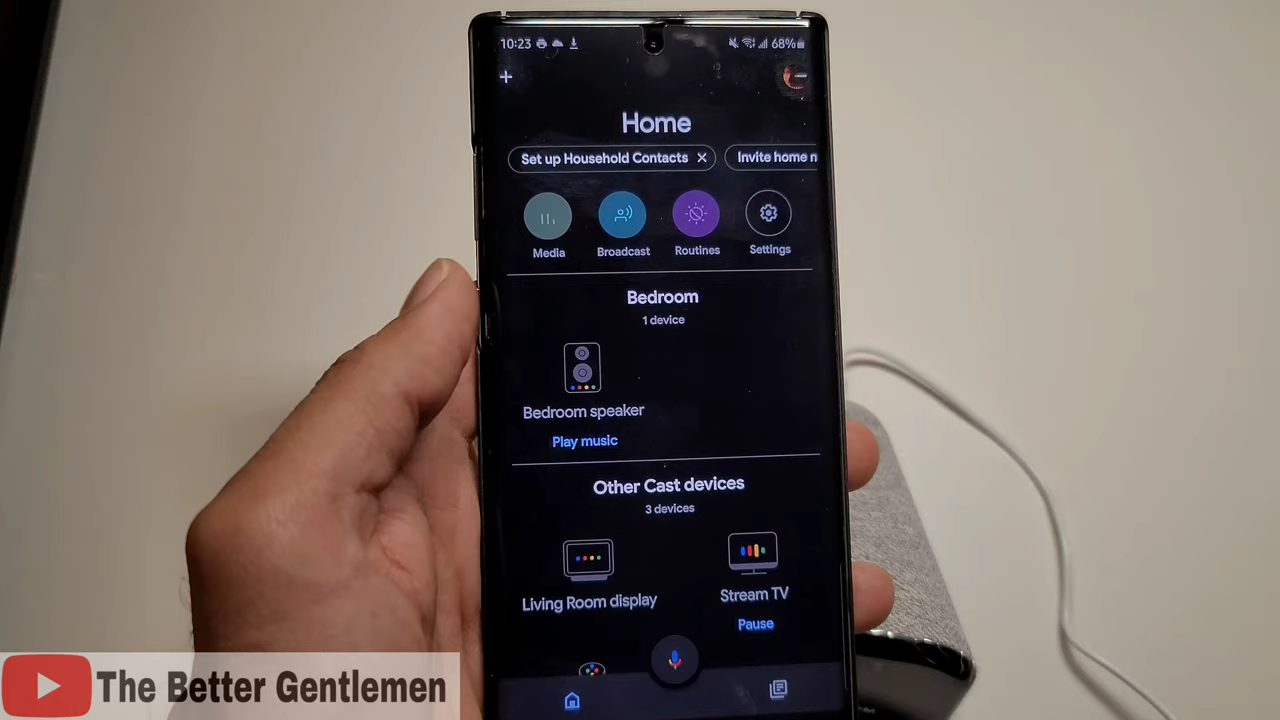 10:23 68%
Home
Set up Household Contacts Invite home
Media Broadcast Routines Settings
Bedroom
1 device
Bedroom speaker
Play music
Other Cast devices
3 devices
Living Room display Stream TV
Pause
The Better Gentlemen